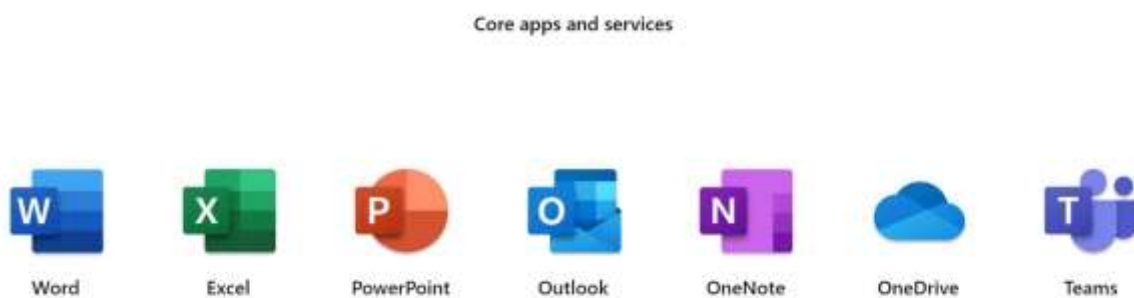 Core apps and services
W X P O N T
Word Excel PowerPoint Outlook OneNote OneDrive Teams